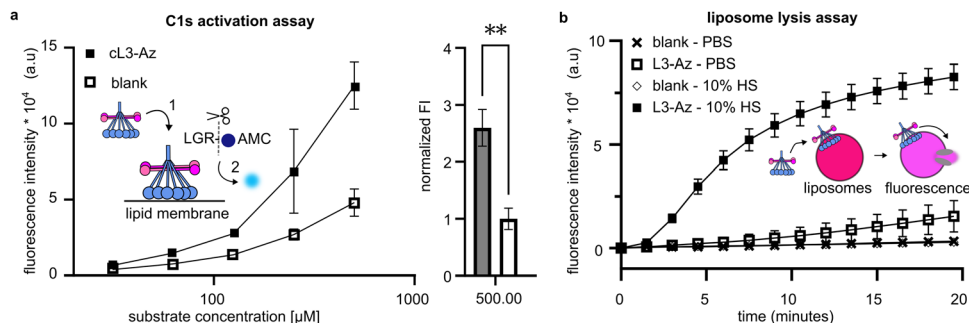 a
C1s activation assay
fluorescence intensity * 10⁴ (a.u)
15
10
5
0
cL3-Az
blank
1
LGR
AMC
2
lipid membrane
100
1000
substrate concentration [µM]
normalized FI
4
3
2
1
0
**
500.00
b
liposome lysis assay
fluorescence intensity * 10⁴ (a.u)
10
5
0
blank - PBS
L3-Az - PBS
blank - 10% HS
L3-Az - 10% HS
liposomes
fluorescence
0
5
10
15
20
time (minutes)